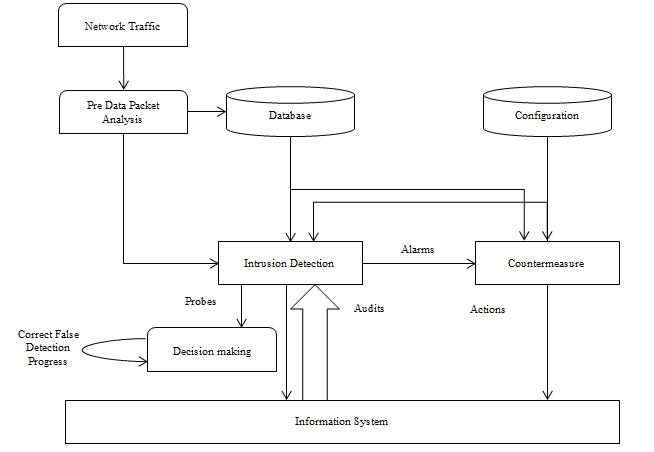 Network Traffic
Pre Data Packet
Analysis
Database
Configuration
Alarms
Intrusion Detection
Countermeasure
Probes
Audits
Actions
Correct False
Detection
Progress
Decision making
Information System